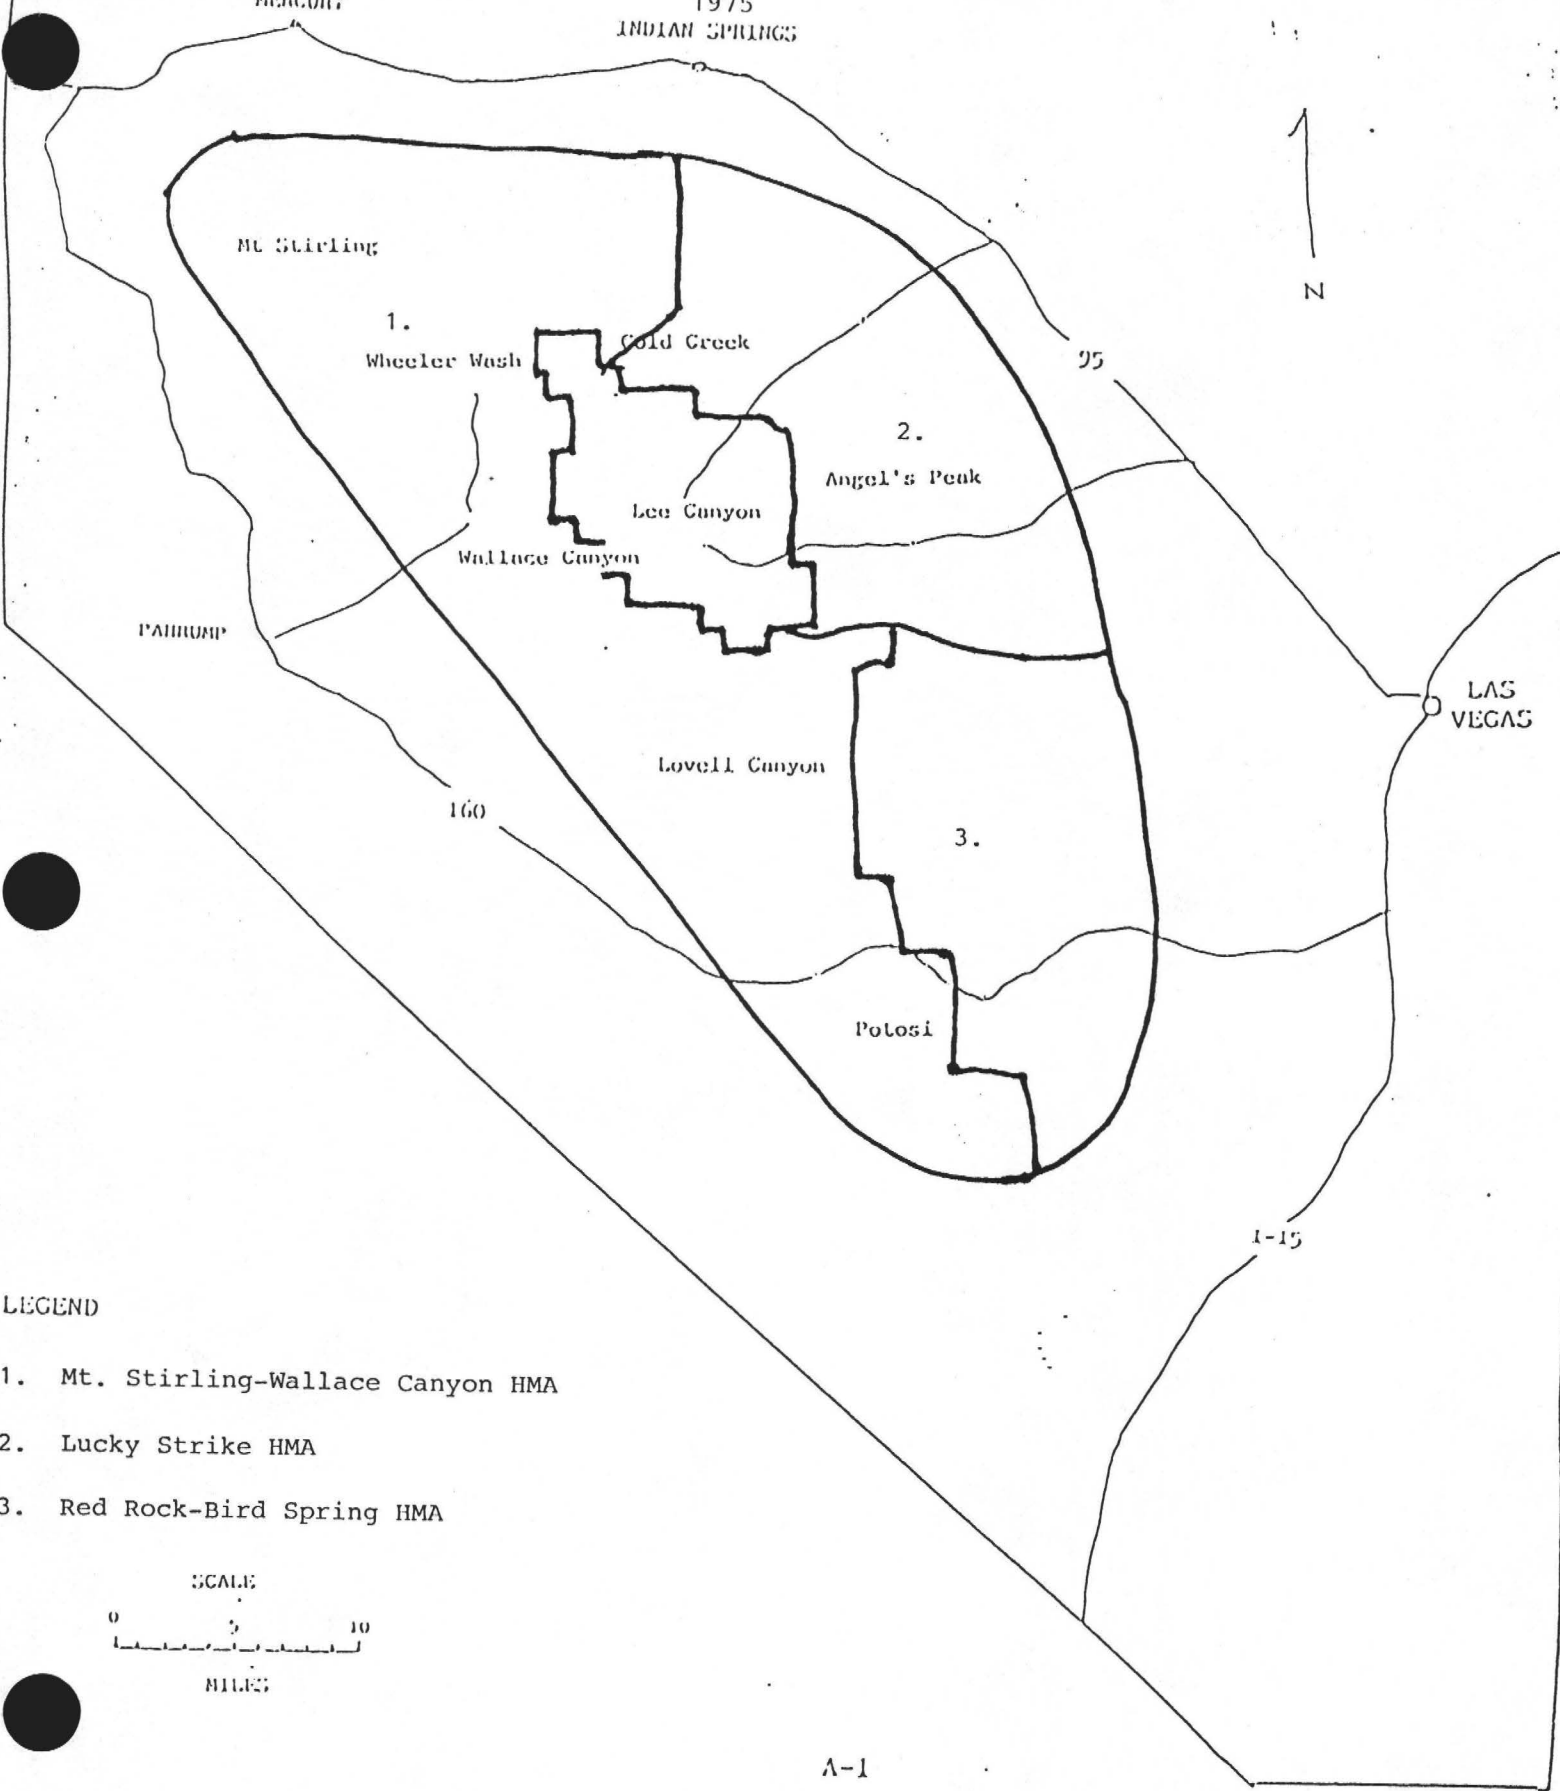 1975
INDIAN SPRINGS
Mt Stirling
N
1.
Cold Creek
Wheeler Wash
95
2.
Angel's Peak
Lee Canyon
Wallace Canyon
PAHRUMP
LAS
VEGAS
Lovell Canyon
160
3.
Potosi
I-15
LEGEND
1. Mt. Stirling-Wallace Canyon HMA
2. Lucky Strike HMA
3. Red Rock-Bird Spring HMA
SCALE
0 5 10
MILES
A-1